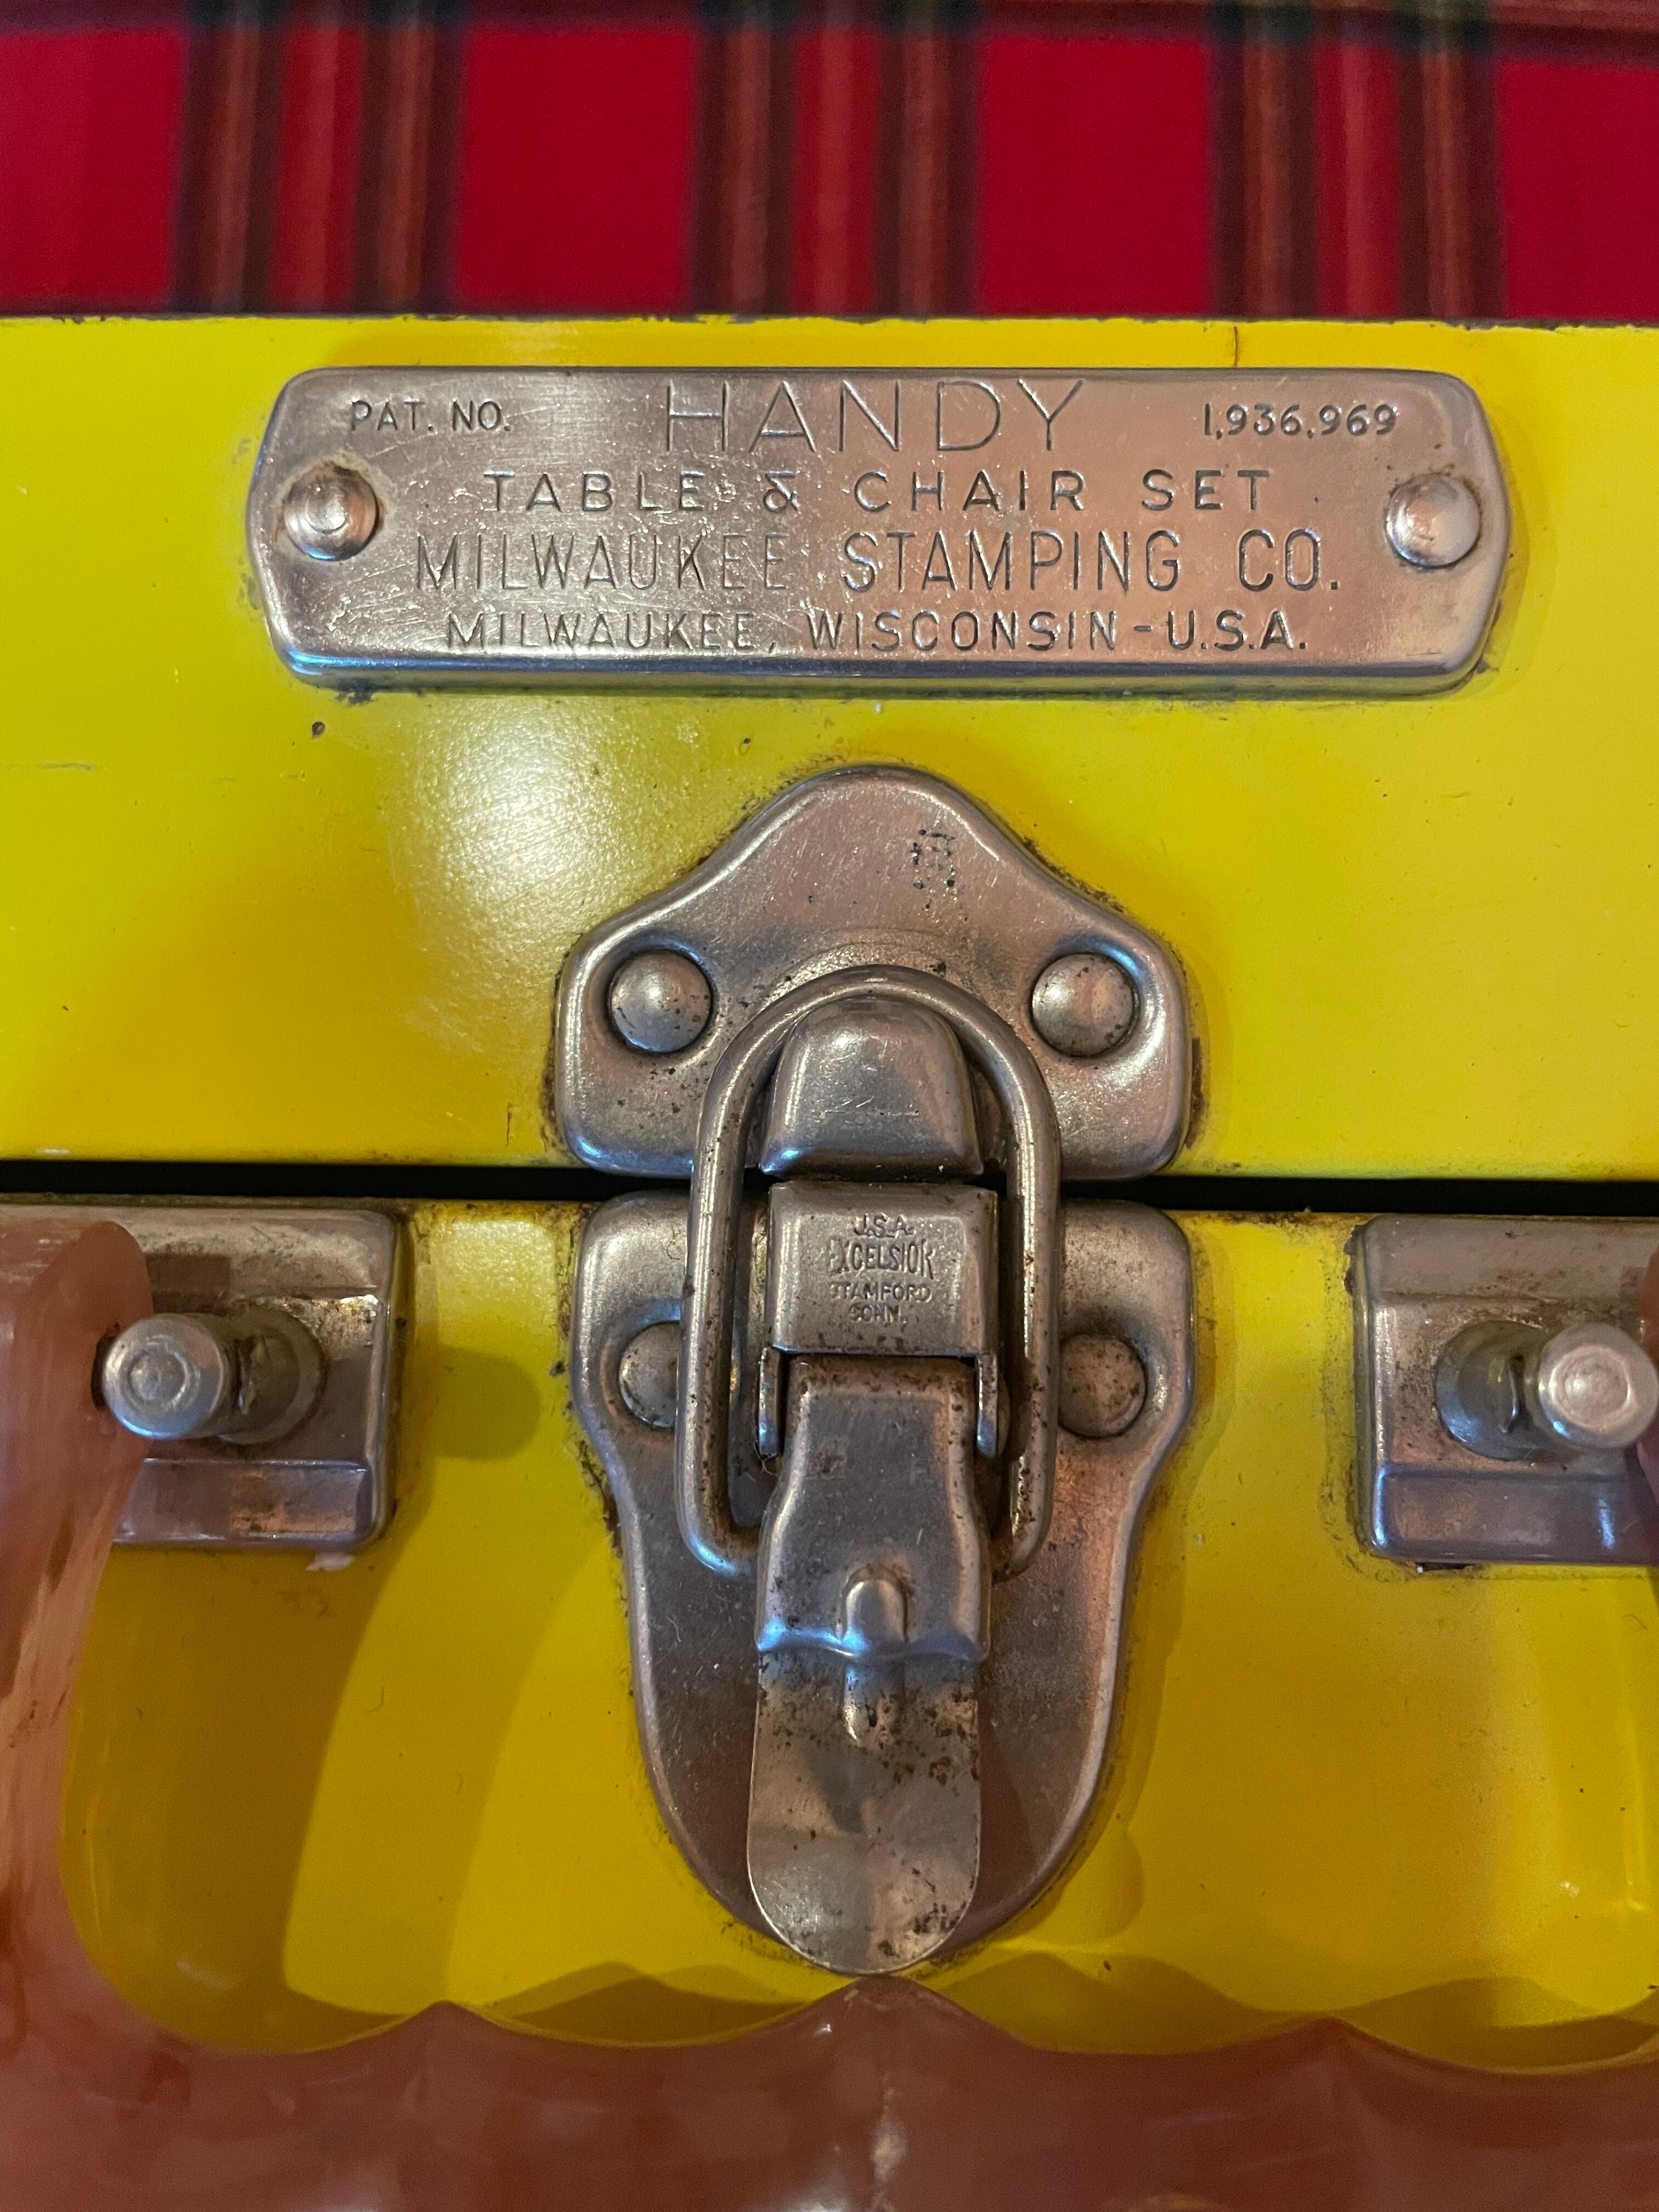 PAT. NO. HANDY 1,936,969
TABLE & CHAIR SET
MILWAUKEE STAMPING CO.
MILWAUKEE, WISCONSIN-U.S.A.
U.S.A.
EXCELSIOR
STAMFORD
CONN.